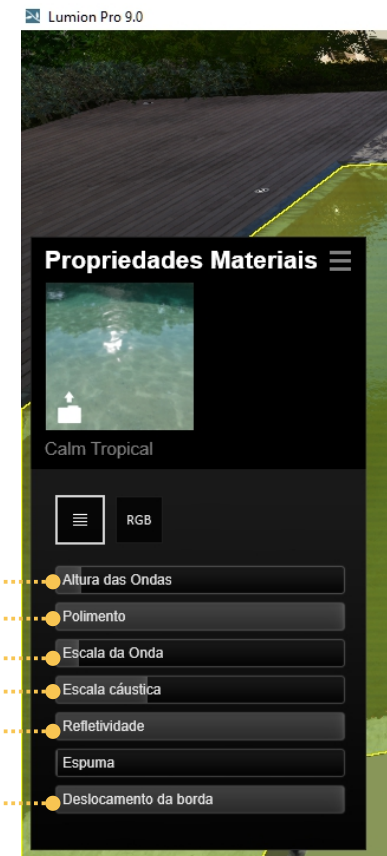 Lumion Pro 9.0
Propriedades Materiais
Calm Tropical
RGB
Altura das Ondas
Polimento
Escala da Onda
Escala cáustica
Refletividade
Espuma
Deslocamento da borda